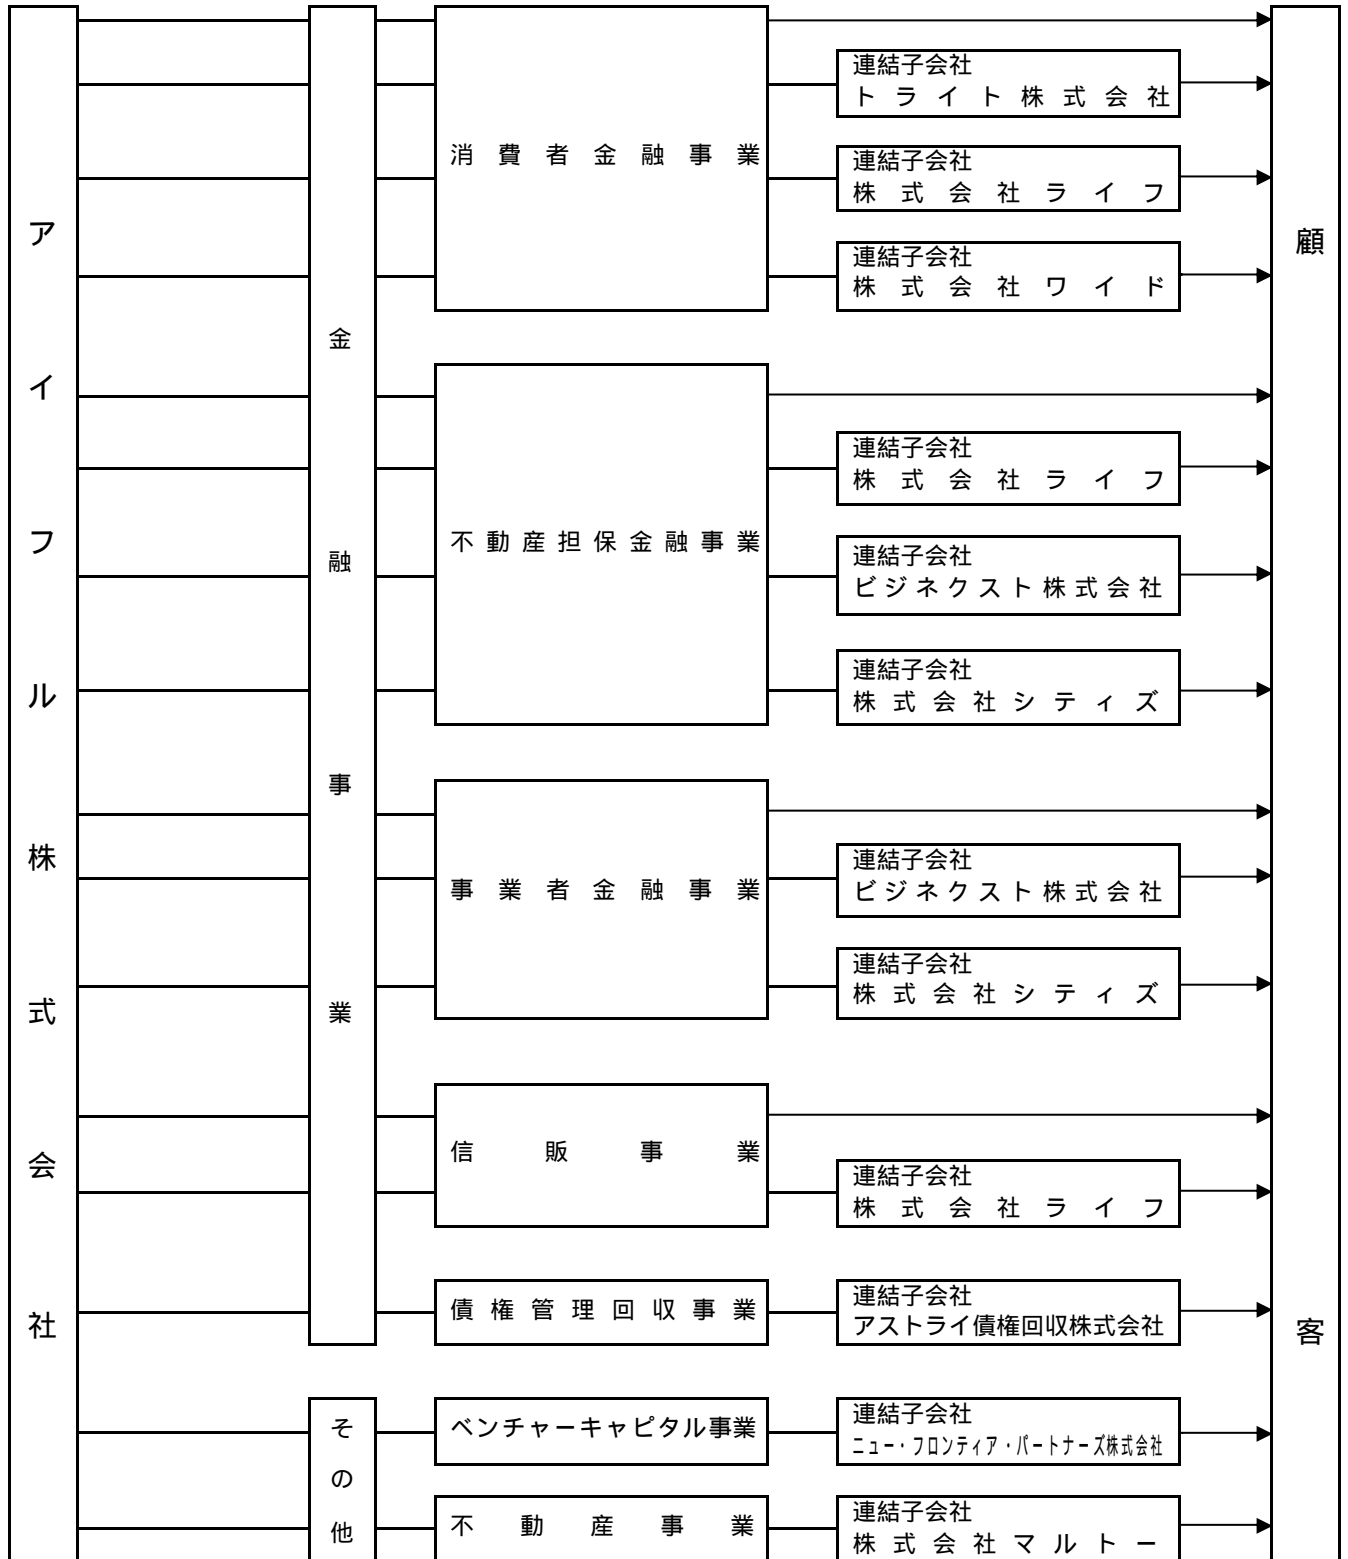 アイフル株式会社
金融事業
消費者金融事業
連結子会社
トライト株式会社
連結子会社
株式会社ライフ
連結子会社
株式会社ワイド
不動産担保金融事業
連結子会社
株式会社ライフ
連結子会社
ビジネクスト株式会社
連結子会社
株式会社シティズ
事業者金融事業
連結子会社
ビジネクスト株式会社
連結子会社
株式会社シティズ
信販事業
連結子会社
株式会社ライフ
債権管理回収事業
連結子会社
アストライ債権回収株式会社
その他
ベンチャーキャピタル事業
連結子会社
ニュー・フロンティア・パートナーズ株式会社
不動産事業
連結子会社
株式会社マルトー
顧客